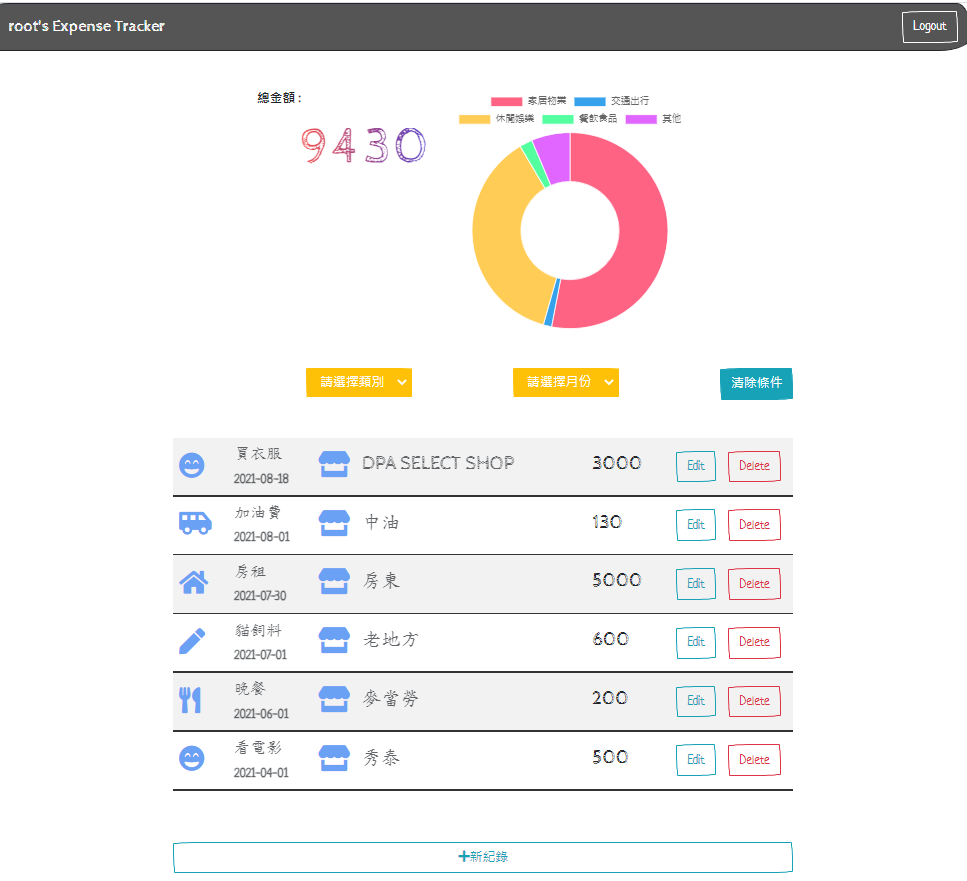 root's Expense Tracker Logout
總金額 :
9430
家居物業 交通出行
休閒娛樂 餐飲食品 其他
請選擇類別 請選擇月份 清除條件
買衣服
2021-08-18 DPA SELECT SHOP 3000 Edit Delete
加油費
2021-08-01 中油 130 Edit Delete
房租
2021-07-30 房東 5000 Edit Delete
貓飼料
2021-07-01 老地方 600 Edit Delete
晚餐
2021-06-01 麥當勞 200 Edit Delete
看電影
2021-04-01 秀泰 500 Edit Delete
+新紀錄